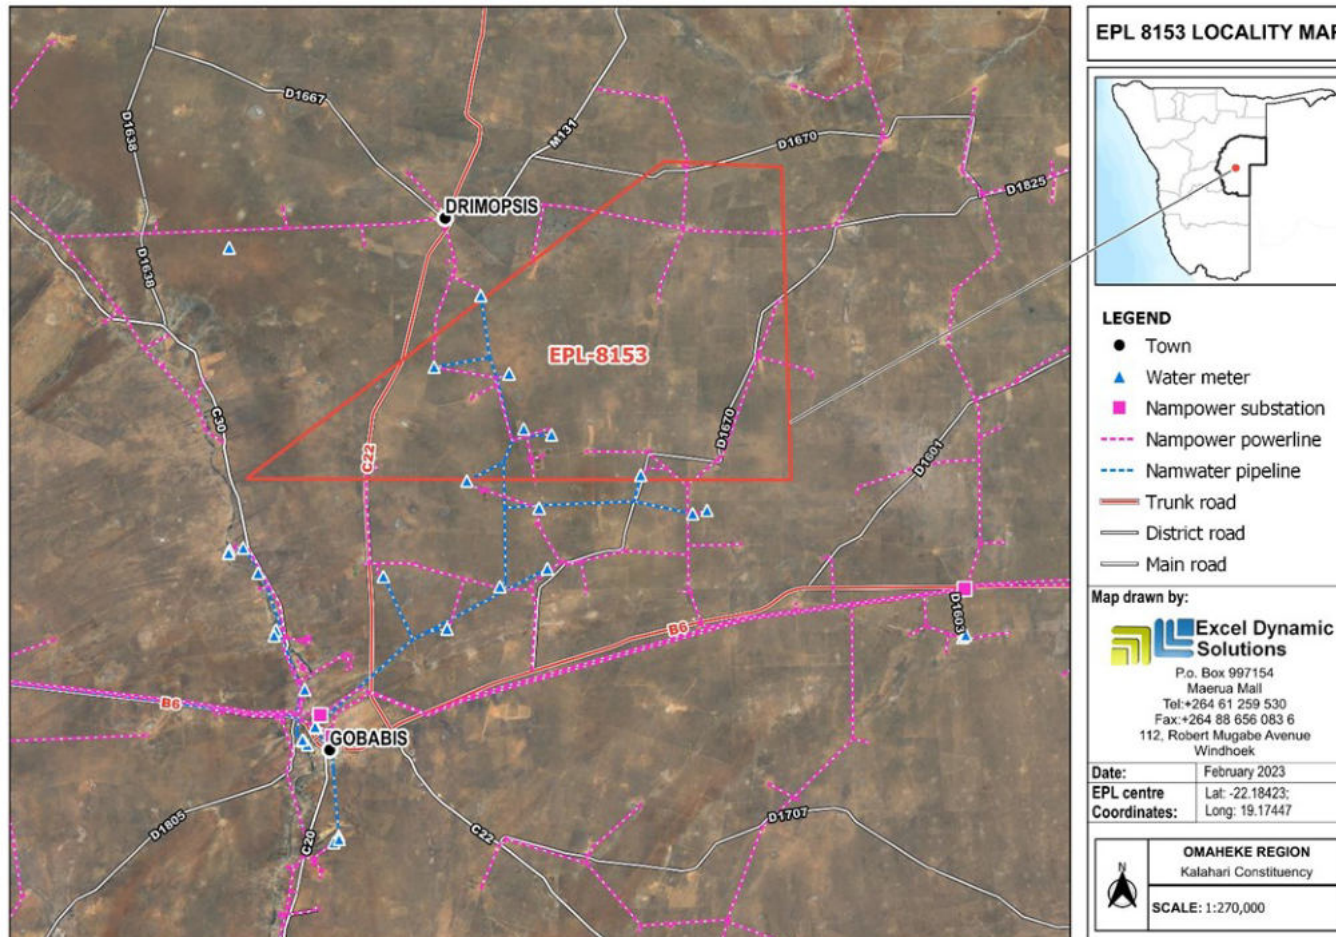 EPL 8153 LOCALITY MAP
D1667
D1638
M131
D1670
D1825
DRIMOPSIS
D1638
EPL-8153
C30
C22
D1670
D1601
B6
D1603
B6
GOBABIS
D1805
C20
C22
D1707
LEGEND
Town
Water meter
Nampower substation
Nampower powerline
Namwater pipeline
Trunk road
District road
Main road
Map drawn by:
Excel Dynamic
Solutions
P.o. Box 997154
Maerua Mall
Tel:+264 61 259 530
Fax:+264 88 656 083 6
112, Robert Mugabe Avenue
Windhoek
Date: February 2023
EPL centre Lat: -22.18423;
Coordinates: Long: 19.17447
N
OMAHEKE REGION
Kalahari Constituency
SCALE: 1:270,000